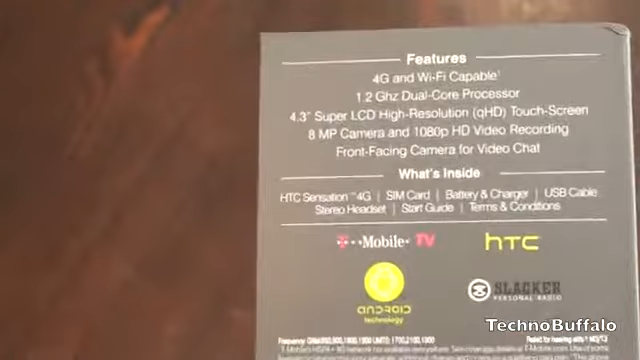 Features
4G and Wi-Fi Capable¹
1.2 Ghz Dual-Core Processor
4.3" Super LCD High-Resolution (qHD) Touch-Screen
8 MP Camera and 1080p HD Video Recording
Front-Facing Camera for Video Chat
What's Inside
HTC Sensation™ 4G | SIM Card | Battery & Charger | USB Cable
Stereo Headset | Start Guide | Terms & Conditions
T··Mobile· TV
hTC
ANDROID
technology
SLACKER
PERSONAL RADIO
TechnoBuffalo